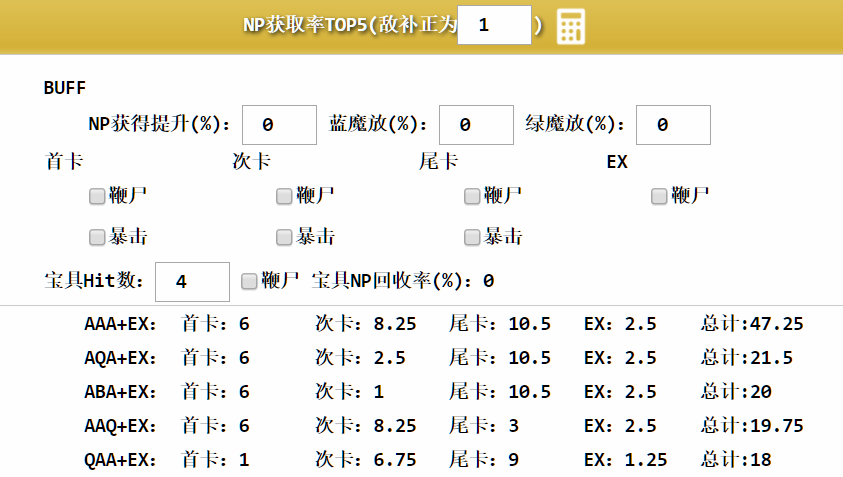 NP获取率TOP5(敌补正为 1 )
BUFF
NP获得提升(%): 0 蓝魔放(%): 0 绿魔放(%): 0
首卡 次卡 尾卡 EX
鞭尸 鞭尸 鞭尸 鞭尸
暴击 暴击 暴击
宝具Hit数: 4 鞭尸 宝具NP回收率(%): 0
AAA+EX: 首卡: 6 次卡: 8.25 尾卡: 10.5 EX: 2.5 总计:47.25
AQA+EX: 首卡: 6 次卡: 2.5 尾卡: 10.5 EX: 2.5 总计:21.5
ABA+EX: 首卡: 6 次卡: 1 尾卡: 10.5 EX: 2.5 总计:20
AAQ+EX: 首卡: 6 次卡: 8.25 尾卡: 3 EX: 2.5 总计:19.75
QAA+EX: 首卡: 1 次卡: 6.75 尾卡: 9 EX: 1.25 总计:18